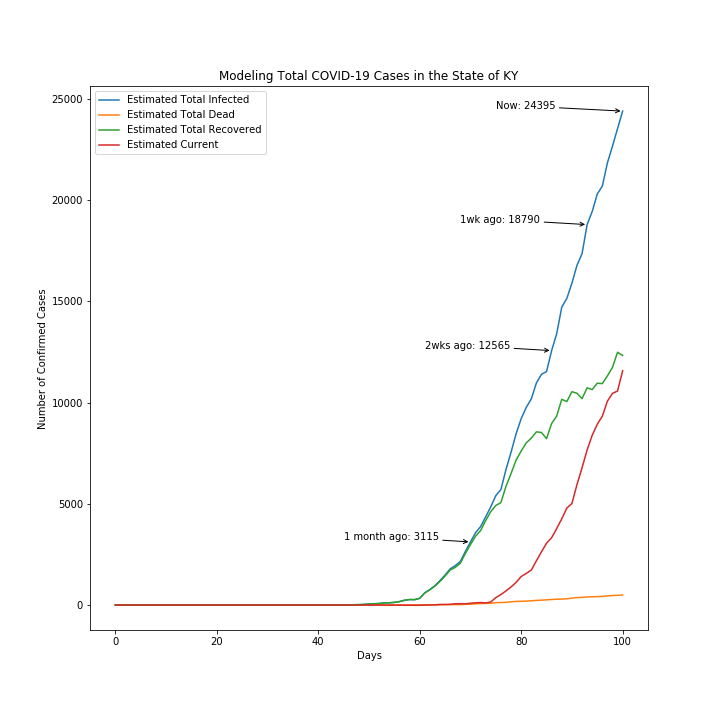 Modeling Total COVID-19 Cases in the State of KY
Estimated Total Infected
Estimated Total Dead
Estimated Total Recovered
Estimated Current
Now: 24395
1wk ago: 18790
2wks ago: 12565
1 month ago: 3115
25000
20000
15000
10000
5000
0
Number of Confirmed Cases
0 20 40 60 80 100
Days